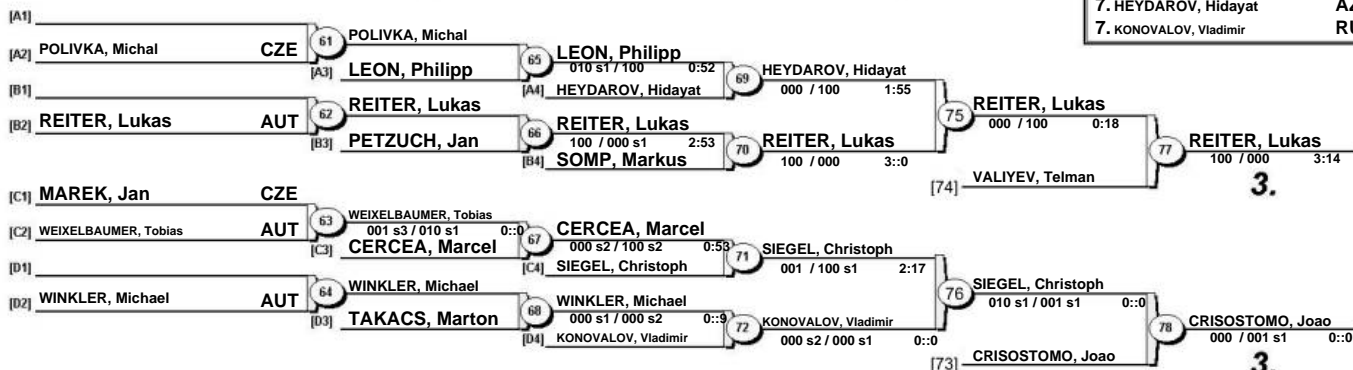 7. HEYDAROV, Hidayat
7. KONOVALOV, Vladimir
[A1]
[A2] POLIVKA, Michal CZE
61 POLIVKA, Michal
[A3] LEON, Philipp
65 LEON, Philipp
010 s1 / 100 0:52
[A4] HEYDAROV, Hidayat
69 HEYDAROV, Hidayat
000 / 100 1:55
[B1]
[B2] REITER, Lukas AUT
62 REITER, Lukas
[B3] PETZUCH, Jan
66 REITER, Lukas
100 / 000 s1 2:53
[B4] SOMP, Markus
70 REITER, Lukas
100 / 000 3::0
75 REITER, Lukas
000 / 100 0:18
[74] VALIYEV, Telman
77 REITER, Lukas
100 / 000 3:14
3.
[C1] MAREK, Jan CZE
[C2] WEIXELBAUMER, Tobias AUT
63 WEIXELBAUMER, Tobias
001 s3 / 010 s1 0::0
[C3] CERCEA, Marcel
67 CERCEA, Marcel
000 s2 / 100 s2 0:53
[C4] SIEGEL, Christoph
71 SIEGEL, Christoph
001 / 100 s1 2:17
[D1]
[D2] WINKLER, Michael AUT
64 WINKLER, Michael
[D3] TAKACS, Marton
68 WINKLER, Michael
000 s1 / 000 s2 0::9
[D4] KONOVALOV, Vladimir
72 KONOVALOV, Vladimir
000 s2 / 000 s1 0::0
76 SIEGEL, Christoph
010 s1 / 001 s1 0::0
[73] CRISOSTOMO, Joao
78 CRISOSTOMO, Joao
000 / 001 s1 0::0
3.